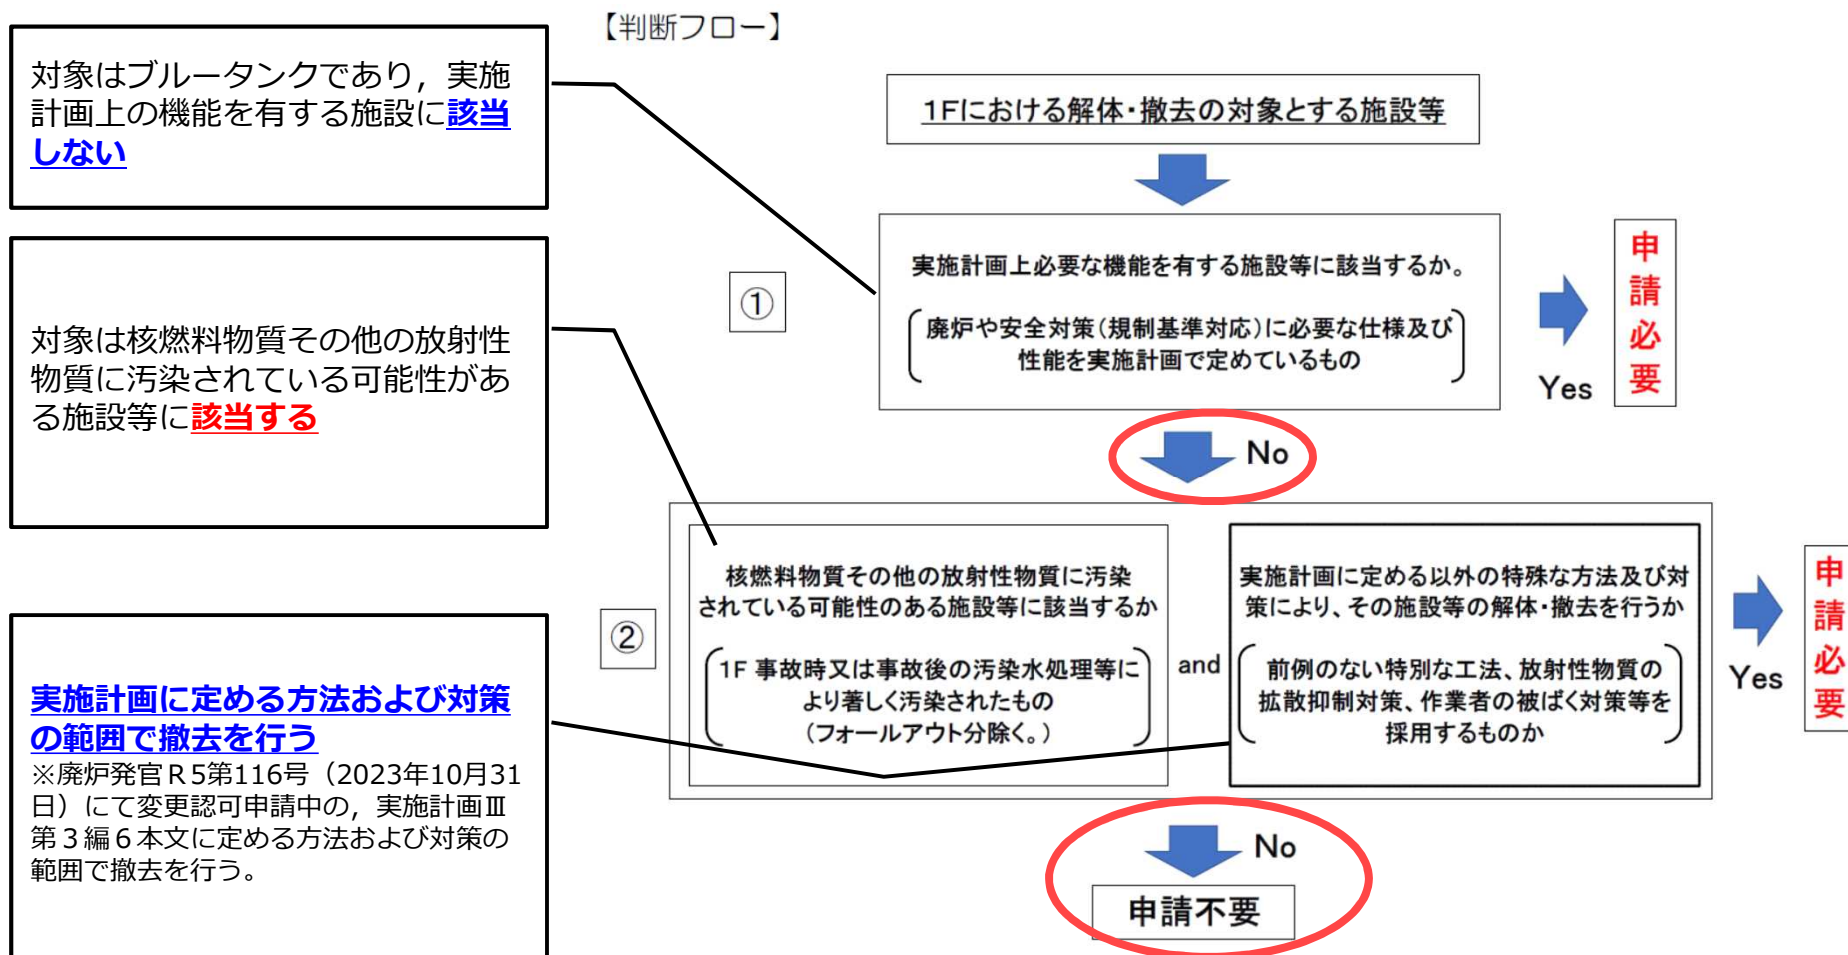 【判断フロー】
対象はブルータンクであり，実施
計画上の機能を有する施設に該当
しない
対象は核燃料物質その他の放射性
物質に汚染されている可能性があ
る施設等に該当する
実施計画に定める方法および対策
の範囲で撤去を行う
※廃炉発官Ｒ5第116号（2023年10月31
日）にて変更認可申請中の，実施計画Ⅲ
第３編６本文に定める方法および対策の
範囲で撤去を行う。
1Fにおける解体・撤去の対象とする施設等
①
実施計画上必要な機能を有する施設等に該当するか。
廃炉や安全対策（規制基準対応）に必要な仕様及び
性能を実施計画で定めているもの
Yes
申請必要
No
②
核燃料物質その他の放射性物質に汚染
されている可能性のある施設等に該当するか
1F 事故時又は事故後の汚染水処理等に
より著しく汚染されたもの
（フォールアウト分除く。）
and
実施計画に定める以外の特殊な方法及び対
策により、その施設等の解体・撤去を行うか
前例のない特別な工法、放射性物質の
拡散抑制対策、作業者の被ばく対策等を
採用するものか
Yes
申請必要
No
申請不要